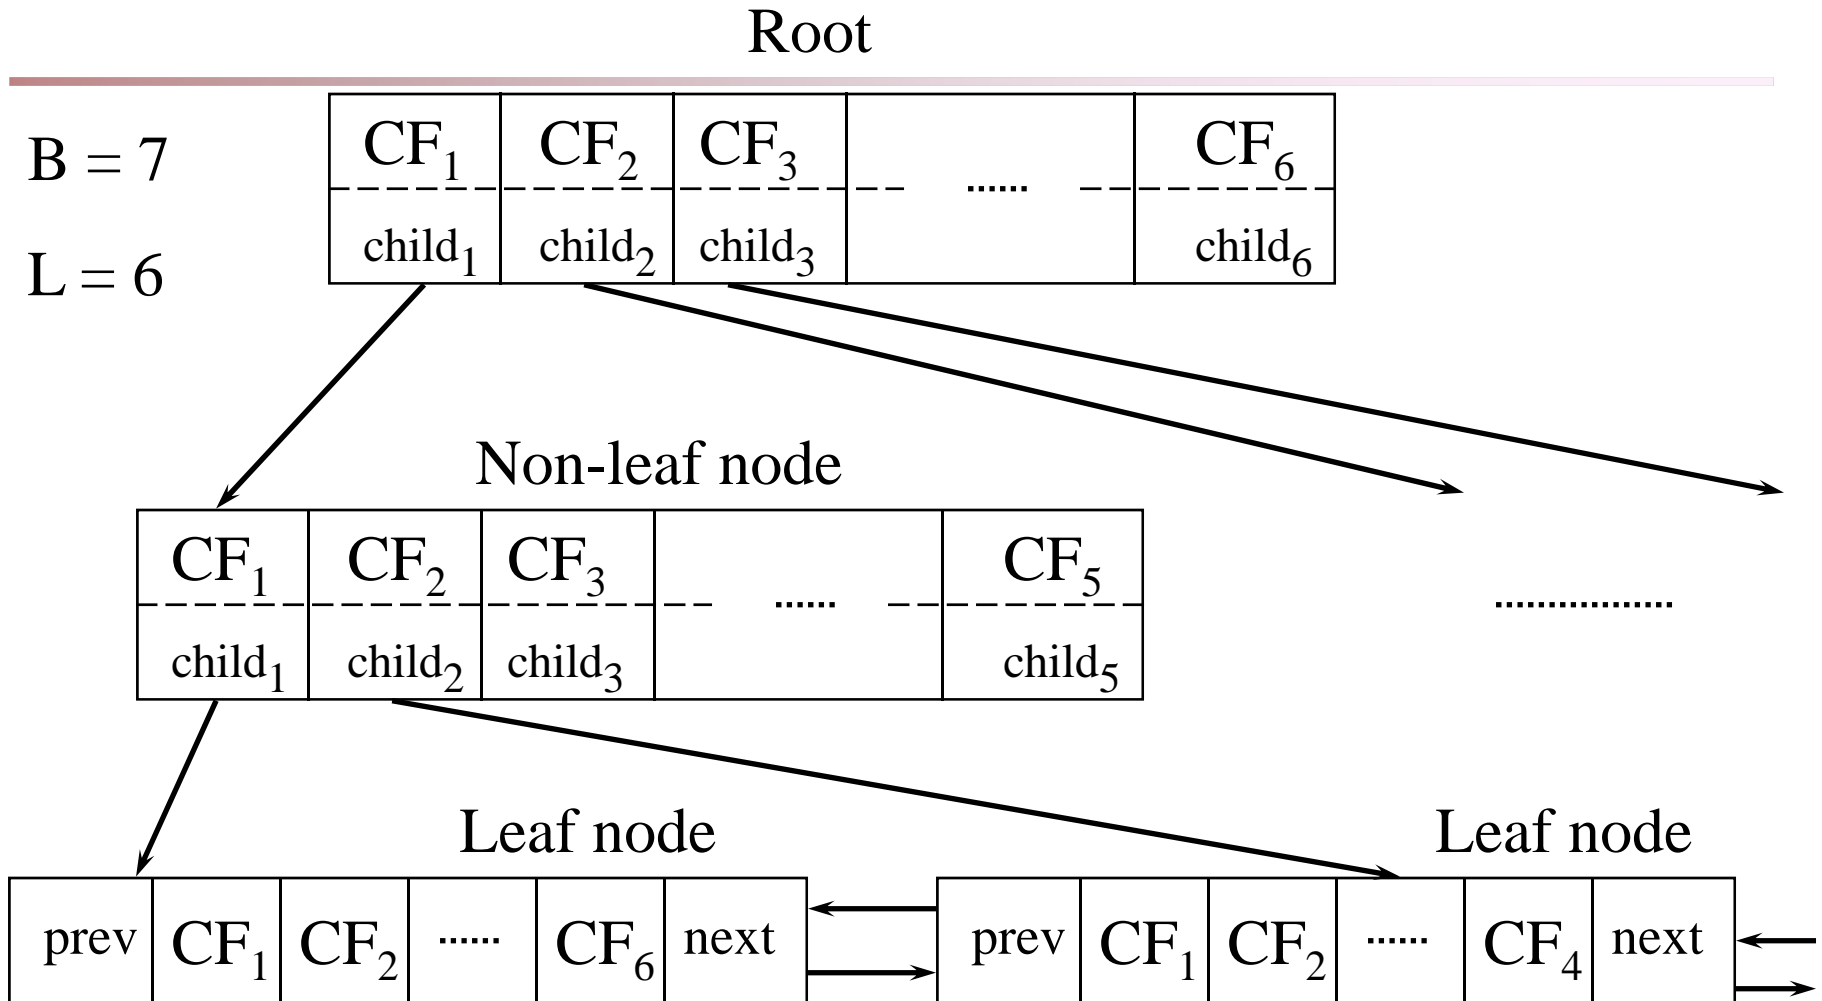 Root
B = 7
L = 6
CF1 CF2 CF3 ...... CF6
child1 child2 child3 child6
Non-leaf node
CF1 CF2 CF3 ...... CF5
child1 child2 child3 child5
Leaf node Leaf node
prev CF1 CF2 ...... CF6 next prev CF1 CF2 ...... CF4 next